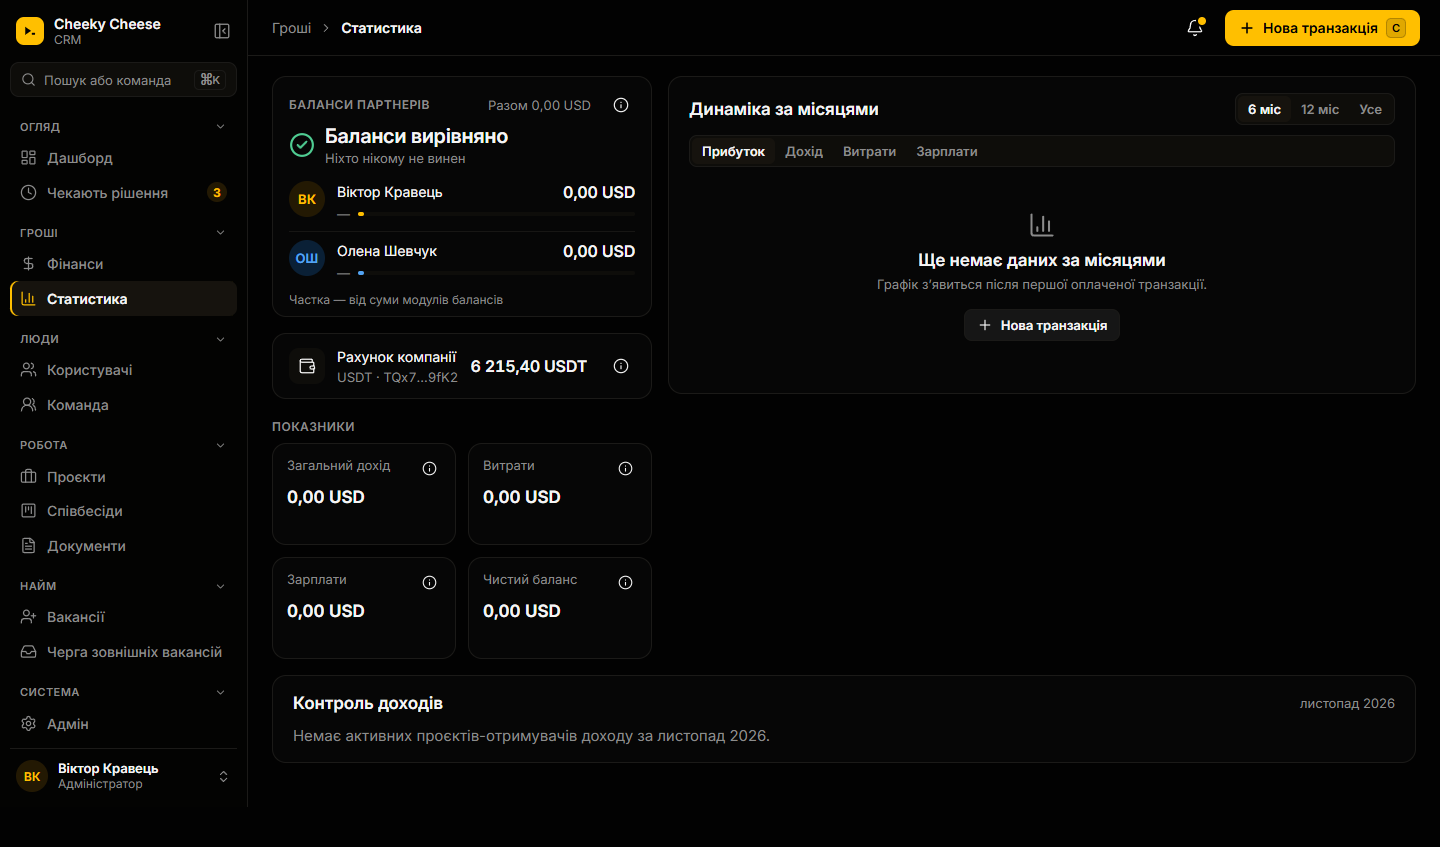 Cheeky Cheese
CRM
Пошук або команда
⌘K
ОГЛЯД
Дашборд
Чекають рішення
3
ГРОШІ
Фінанси
Статистика
ЛЮДИ
Користувачі
Команда
РОБОТА
Проєкти
Співбесіди
Документи
НАЙМ
Вакансії
Черга зовнішніх вакансій
СИСТЕМА
Адмін
ВК
Віктор Кравець
Адміністратор
Гроші
Статистика
Нова транзакція
C
БАЛАНСИ ПАРТНЕРІВ
Разом 0,00 USD
Баланси вирівняно
Ніхто нікому не винен
ВК
Віктор Кравець
0,00 USD
—
ОШ
Олена Шевчук
0,00 USD
—
Частка — від суми модулів балансів
Рахунок компанії
USDT · TQx7…9fK2
6 215,40 USDT
Динаміка за місяцями
6 міс
12 міс
Усе
Прибуток
Дохід
Витрати
Зарплати
Ще немає даних за місяцями
Графік з’явиться після першої оплаченої транзакції.
Нова транзакція
ПОКАЗНИКИ
Загальний дохід
0,00 USD
Витрати
0,00 USD
Зарплати
0,00 USD
Чистий баланс
0,00 USD
Контроль доходів
листопад 2026
Немає активних проєктів-отримувачів доходу за листопад 2026.